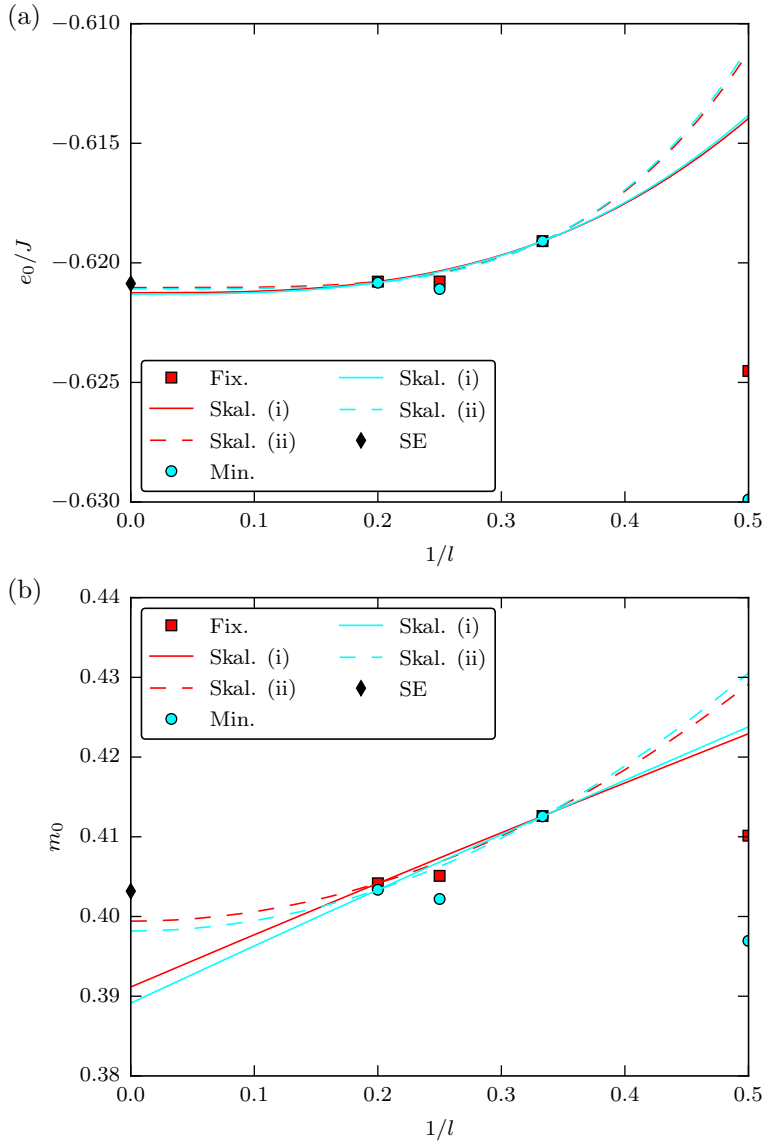 (a)
−0.610
−0.615
−0.620
−0.625
−0.630
e₀/J
Fix.
Skal. (i)
Skal. (ii)
Min.
Skal. (i)
Skal. (ii)
SE
0.0 0.1 0.2 0.3 0.4 0.5
1/l
(b)
0.44
0.43
0.42
0.41
0.40
0.39
0.38
m₀
Fix.
Skal. (i)
Skal. (ii)
Min.
Skal. (i)
Skal. (ii)
SE
0.0 0.1 0.2 0.3 0.4 0.5
1/l